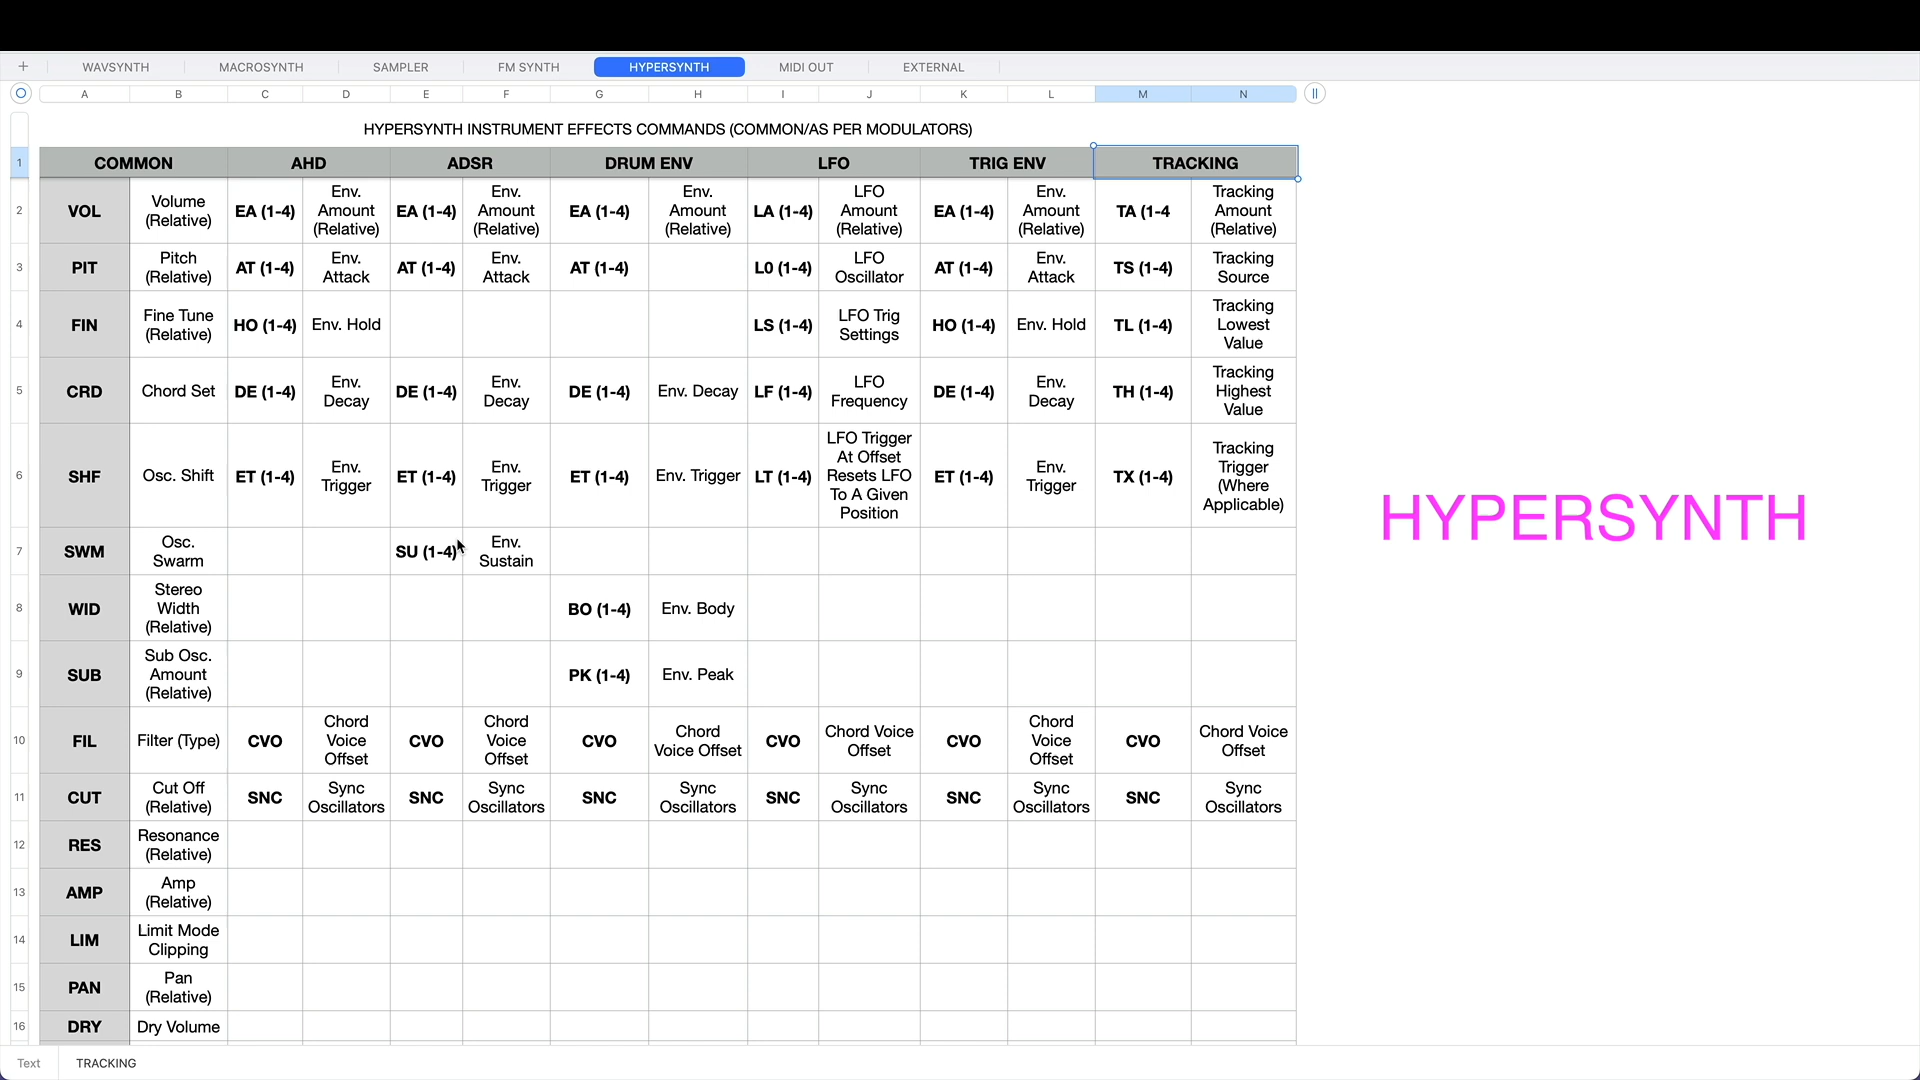 + WAVSYNTH MACROSYNTH SAMPLER FM SYNTH HYPERSYNTH MIDI OUT EXTERNAL
A B C D E F G H I J K L M N
HYPERSYNTH INSTRUMENT EFFECTS COMMANDS (COMMON/AS PER MODULATORS)
1 COMMON AHD ADSR DRUM ENV LFO TRIG ENV TRACKING
2 VOL Volume (Relative) EA (1-4) Env. Amount (Relative) EA (1-4) Env. Amount (Relative) EA (1-4) Env. Amount (Relative) LA (1-4) LFO Amount (Relative) EA (1-4) Env. Amount (Relative) TA (1-4 Tracking Amount (Relative)
3 PIT Pitch (Relative) AT (1-4) Env. Attack AT (1-4) Env. Attack AT (1-4) L0 (1-4) LFO Oscillator AT (1-4) Env. Attack TS (1-4) Tracking Source
4 FIN Fine Tune (Relative) HO (1-4) Env. Hold LS (1-4) LFO Trig Settings HO (1-4) Env. Hold TL (1-4) Tracking Lowest Value
5 CRD Chord Set DE (1-4) Env. Decay DE (1-4) Env. Decay DE (1-4) Env. Decay LF (1-4) LFO Frequency DE (1-4) Env. Decay TH (1-4) Tracking Highest Value
6 SHF Osc. Shift ET (1-4) Env. Trigger ET (1-4) Env. Trigger ET (1-4) Env. Trigger LT (1-4) LFO Trigger At Offset Resets LFO To A Given Position ET (1-4) Env. Trigger TX (1-4) Tracking Trigger (Where Applicable)
HYPERSYNTH
7 SWM Osc. Swarm SU (1-4) Env. Sustain
8 WID Stereo Width (Relative) BO (1-4) Env. Body
9 SUB Sub Osc. Amount (Relative) PK (1-4) Env. Peak
10 FIL Filter (Type) CVO Chord Voice Offset CVO Chord Voice Offset CVO Chord Voice Offset CVO Chord Voice Offset CVO Chord Voice Offset CVO Chord Voice Offset
11 CUT Cut Off (Relative) SNC Sync Oscillators SNC Sync Oscillators SNC Sync Oscillators SNC Sync Oscillators SNC Sync Oscillators SNC Sync Oscillators
12 RES Resonance (Relative)
13 AMP Amp (Relative)
14 LIM Limit Mode Clipping
15 PAN Pan (Relative)
16 DRY Dry Volume
Text TRACKING